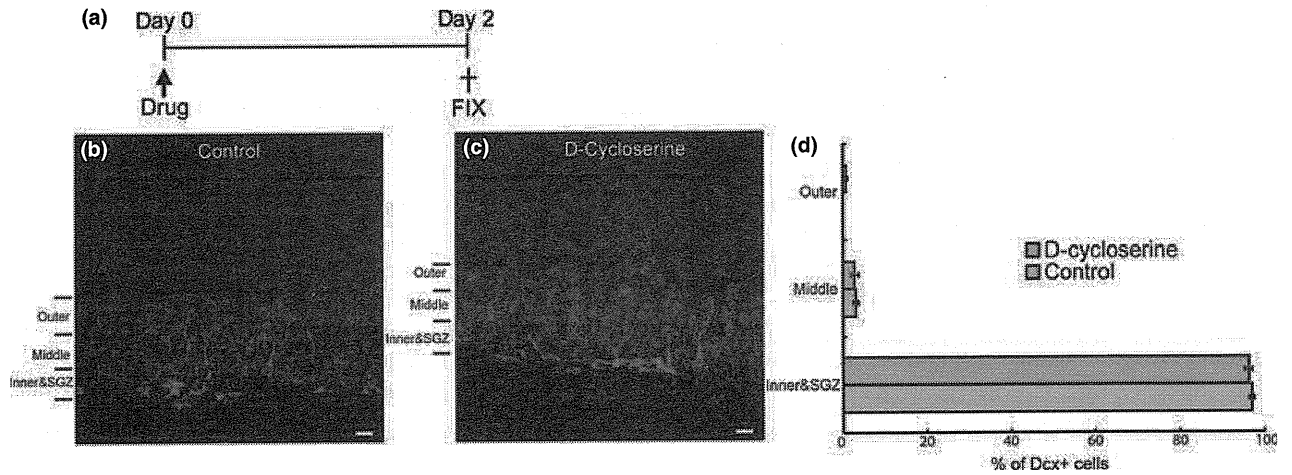 (a) Day 0 Day 2
Drug FIX
(b) Control
Outer
Middle
Inner&SGZ
(c) D-Cycloserine
Outer
Middle
Inner&SGZ
(d)
Outer
Middle
Inner&SGZ
D-cycloserine
Control
0 20 40 60 80 100
% of Dcx+ cells